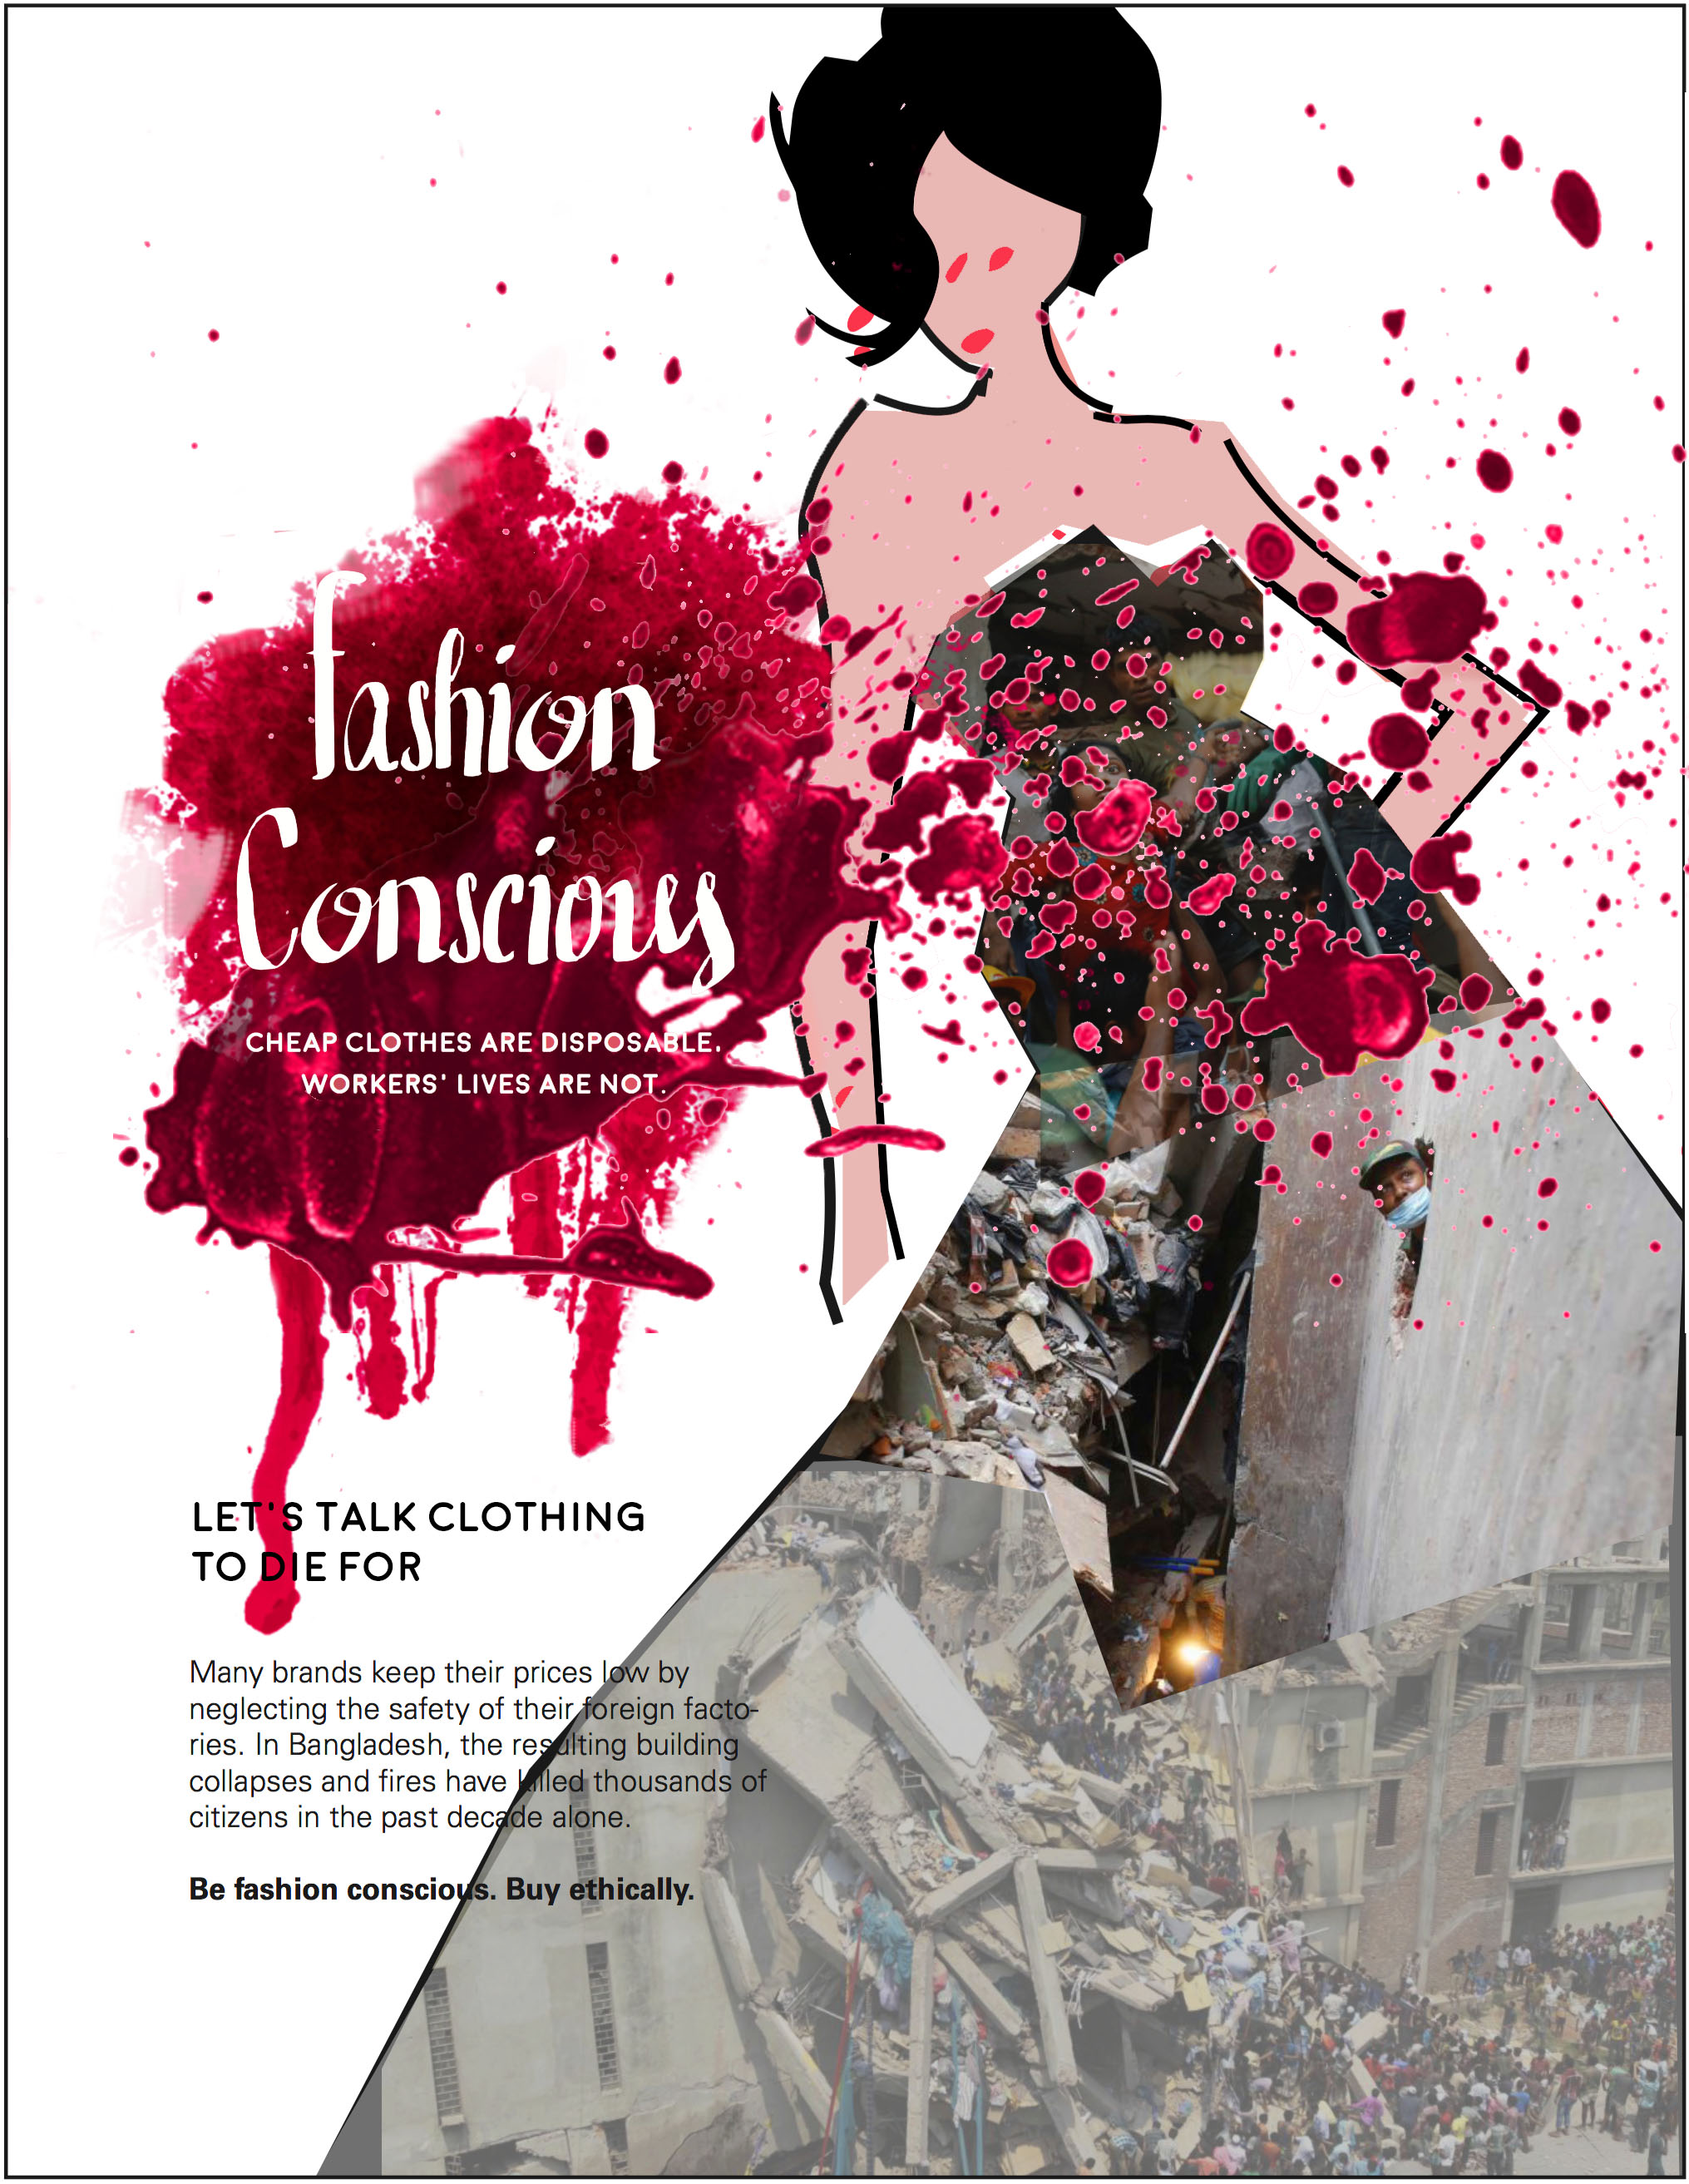 Fashion
Conscious
CHEAP CLOTHES ARE DISPOSABLE.
WORKERS' LIVES ARE NOT.
LET'S TALK CLOTHING
TO DIE FOR
Many brands keep their prices low by
neglecting the safety of their foreign facto-
ries. In Bangladesh, the resulting building
collapses and fires have killed thousands of
citizens in the past decade alone.
Be fashion conscious. Buy ethically.